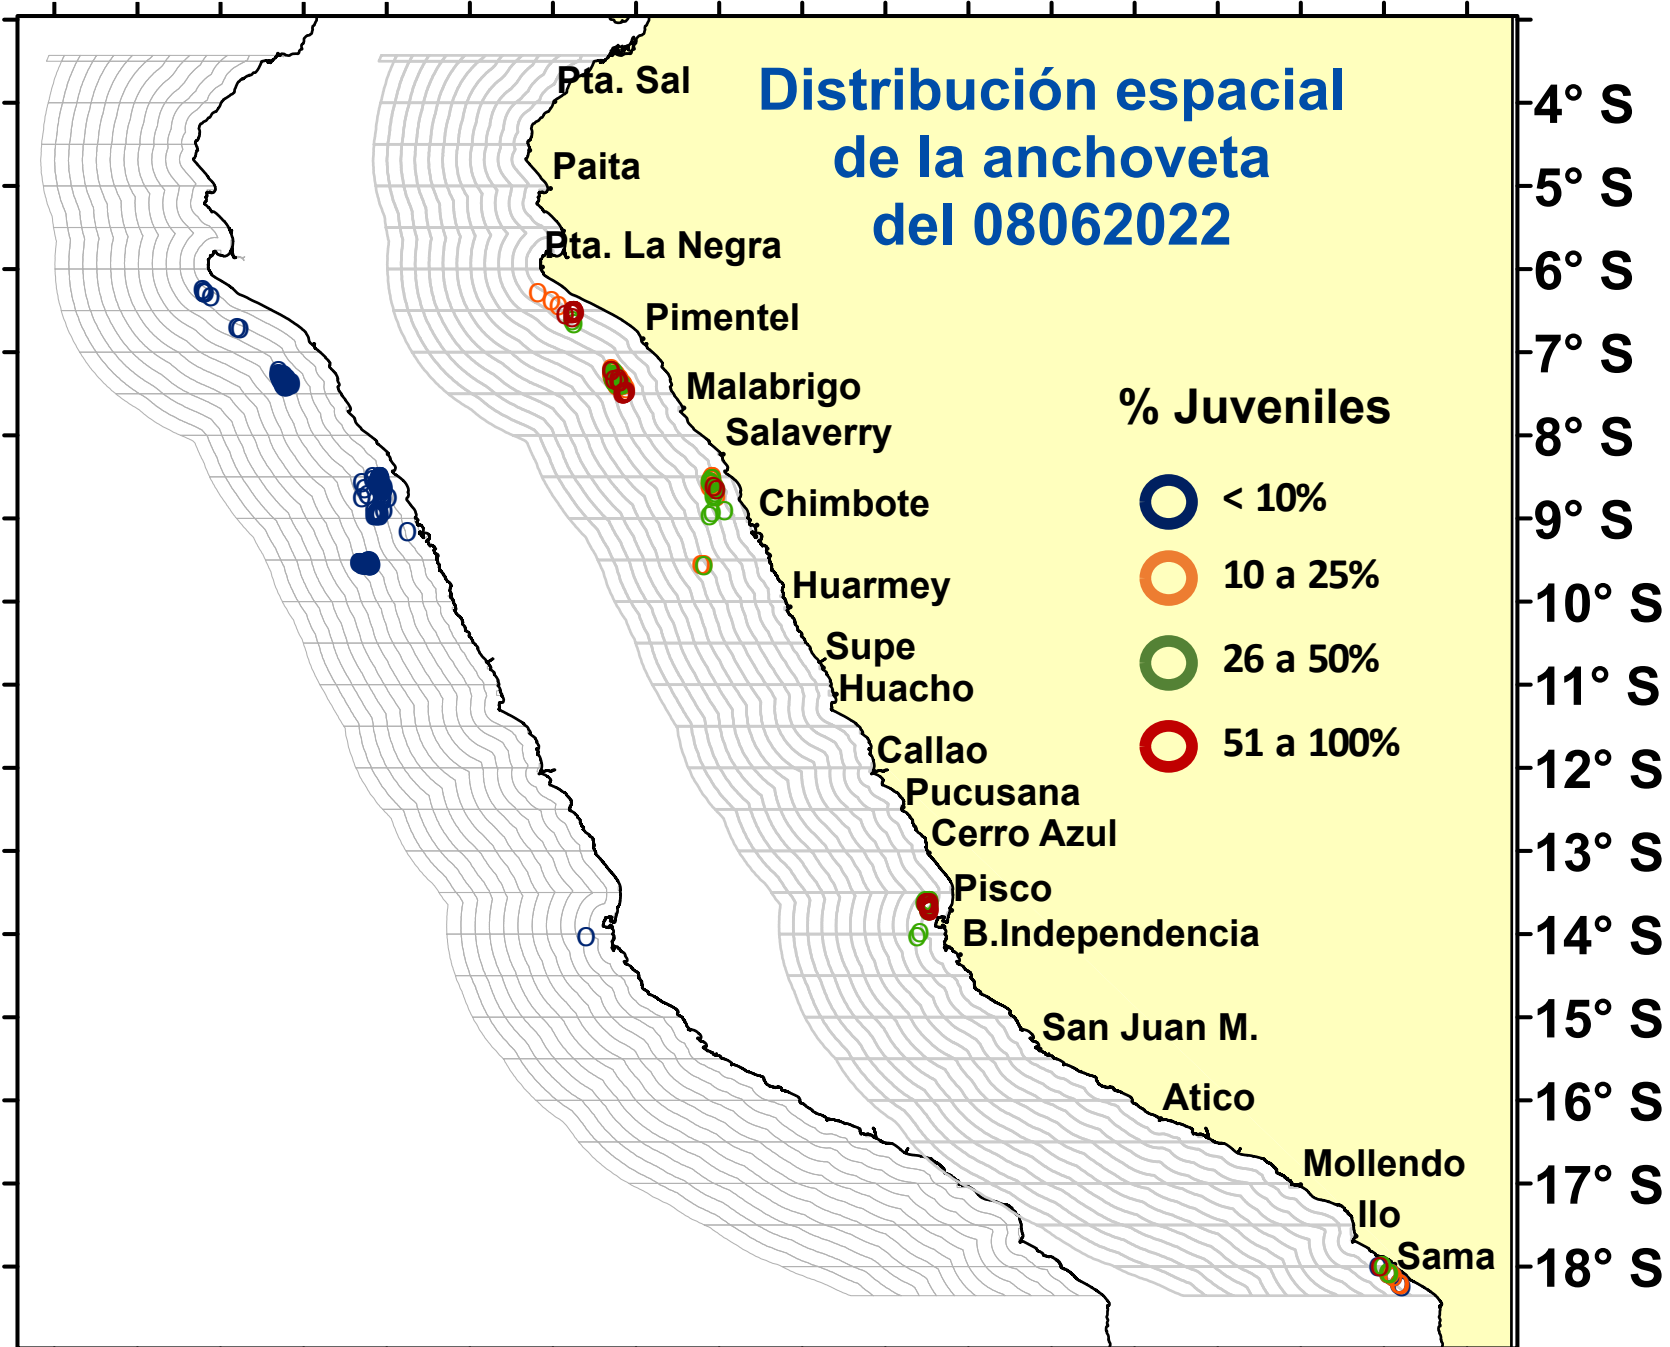 Distribución espacial
de la anchoveta
del 08062022
Pta. Sal
Paita
Pta. La Negra
Pimentel
Malabrigo
Salaverry
Chimbote
Huarmey
Supe
Huacho
Callao
Pucusana
Cerro Azul
Pisco
B.Independencia
San Juan M.
Atico
Mollendo
Ilo
Sama
% Juveniles
< 10%
10 a 25%
26 a 50%
51 a 100%
4° S
5° S
6° S
7° S
8° S
9° S
10° S
11° S
12° S
13° S
14° S
15° S
16° S
17° S
18° S